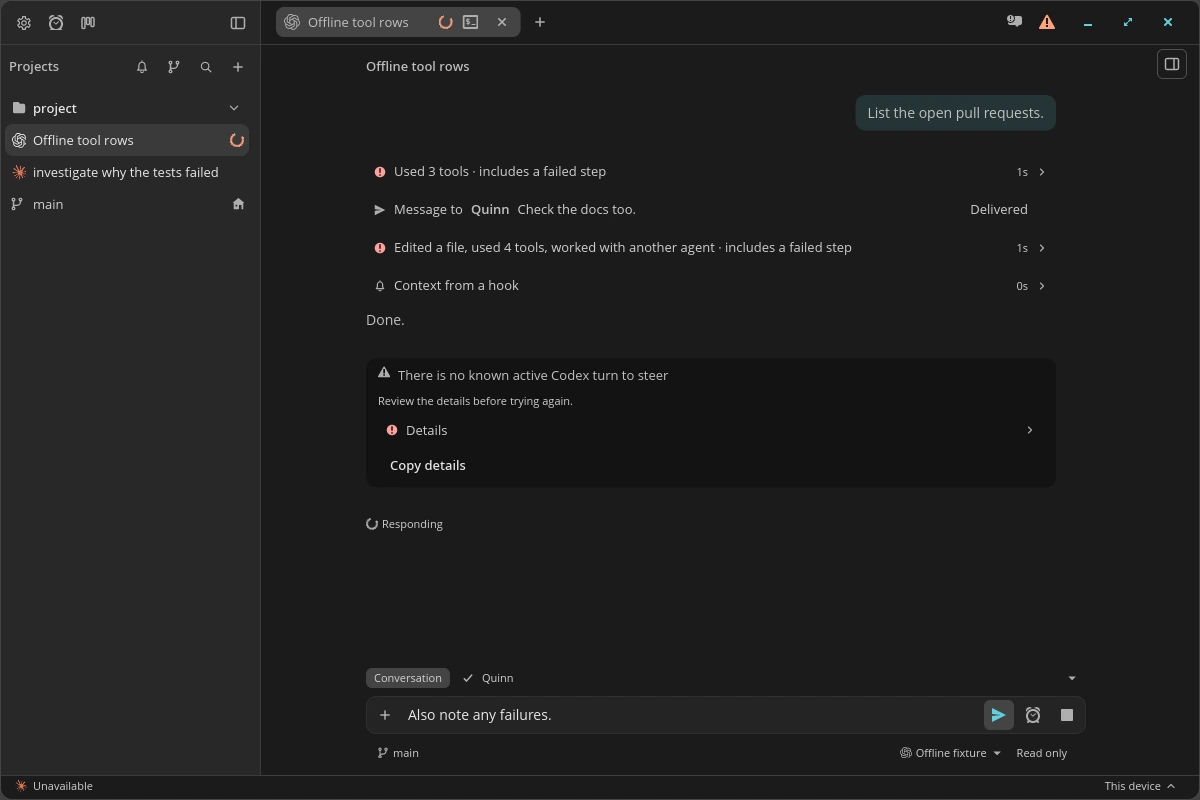 Offline tool rows
Projects
project
Offline tool rows
investigate why the tests failed
main
Offline tool rows
List the open pull requests.
Used 3 tools · includes a failed step 1s
Message to Quinn Check the docs too. Delivered
Edited a file, used 4 tools, worked with another agent · includes a failed step 1s
Context from a hook 0s
Done.
There is no known active Codex turn to steer
Review the details before trying again.
Details
Copy details
Responding
Conversation Quinn
Also note any failures.
main Offline fixture Read only
Unavailable This device